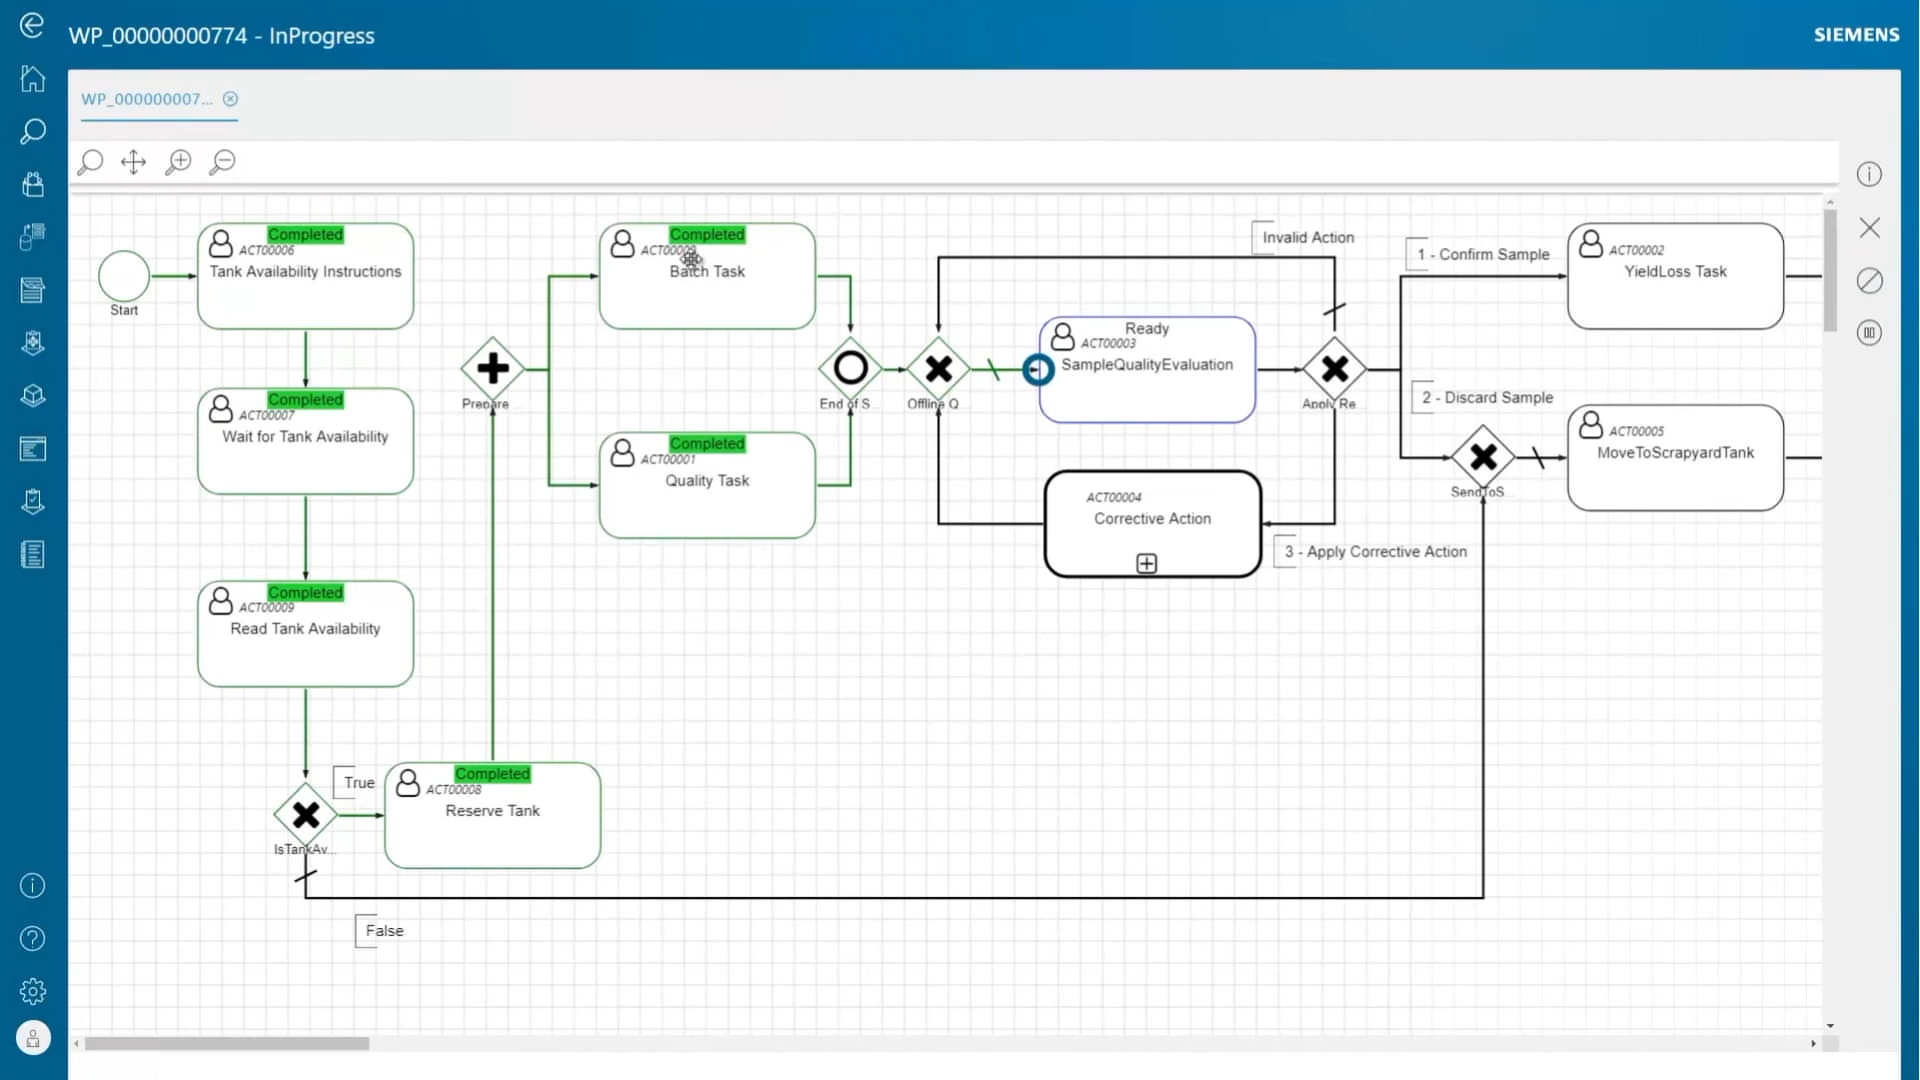 WP_00000000774 - InProgress
SIEMENS
WP_000000007...
Completed
ACT00006
Tank Availability Instructions
Start
Completed
ACT00007
Wait for Tank Availability
Completed
ACT00009
Read Tank Availability
True
IsTankAv...
False
Completed
ACT00008
Reserve Tank
Prepare ...
Completed
Batch Task
Completed
ACT00001
Quality Task
End of S...
Offline Q...
Invalid Action
Ready
ACT00003
SampleQualityEvaluation
Apply Re...
ACT00004
Corrective Action
3 - Apply Corrective Action
1 - Confirm Sample
ACT00002
YieldLoss Task
2 - Discard Sample
SendToS...
ACT00005
MoveToScrapyardTank